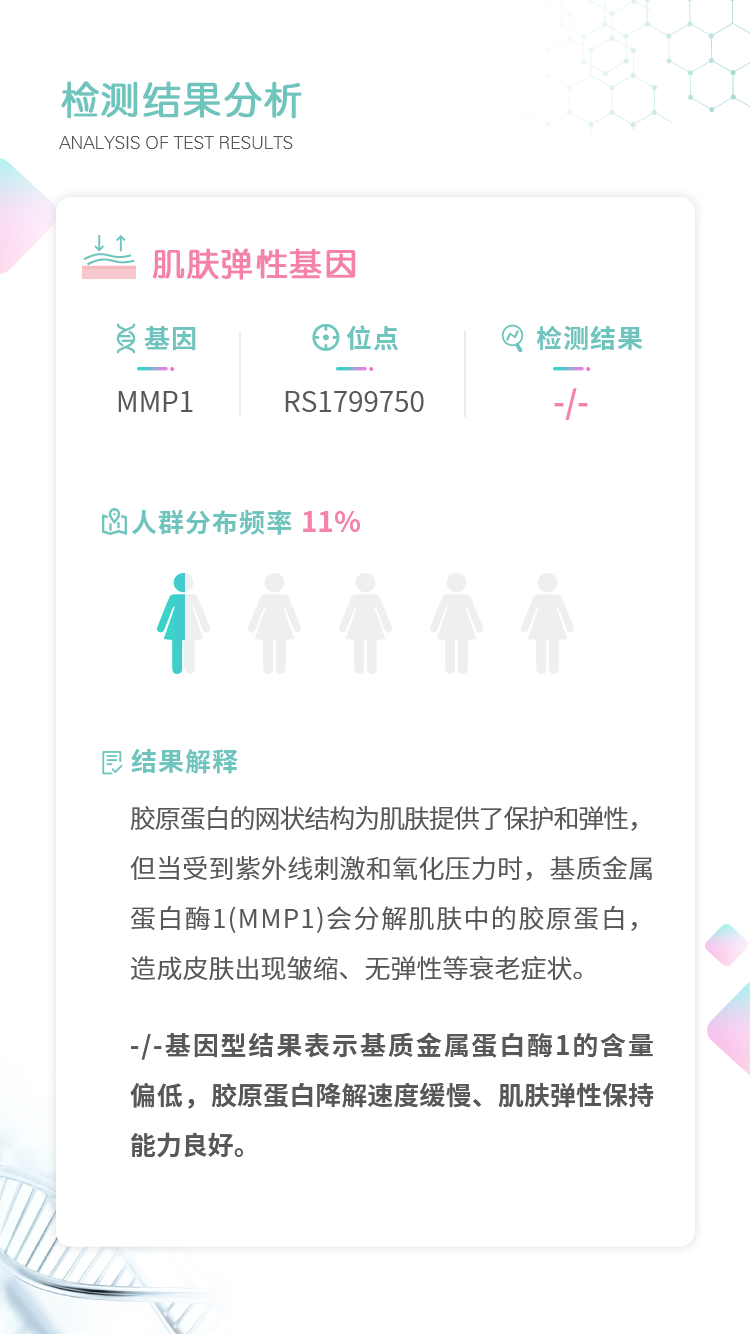 检测结果分析
ANALYSIS OF TEST RESULTS
肌肤弹性基因
基因
位点
检测结果
MMP1
RS1799750
-/-
人群分布频率 11%
结果解释
胶原蛋白的网状结构为肌肤提供了保护和弹性，
但当受到紫外线刺激和氧化压力时，基质金属
蛋白酶1(MMP1)会分解肌肤中的胶原蛋白，
造成皮肤出现皱缩、无弹性等衰老症状。
-/-基因型结果表示基质金属蛋白酶1的含量
偏低，胶原蛋白降解速度缓慢、肌肤弹性保持
能力良好。